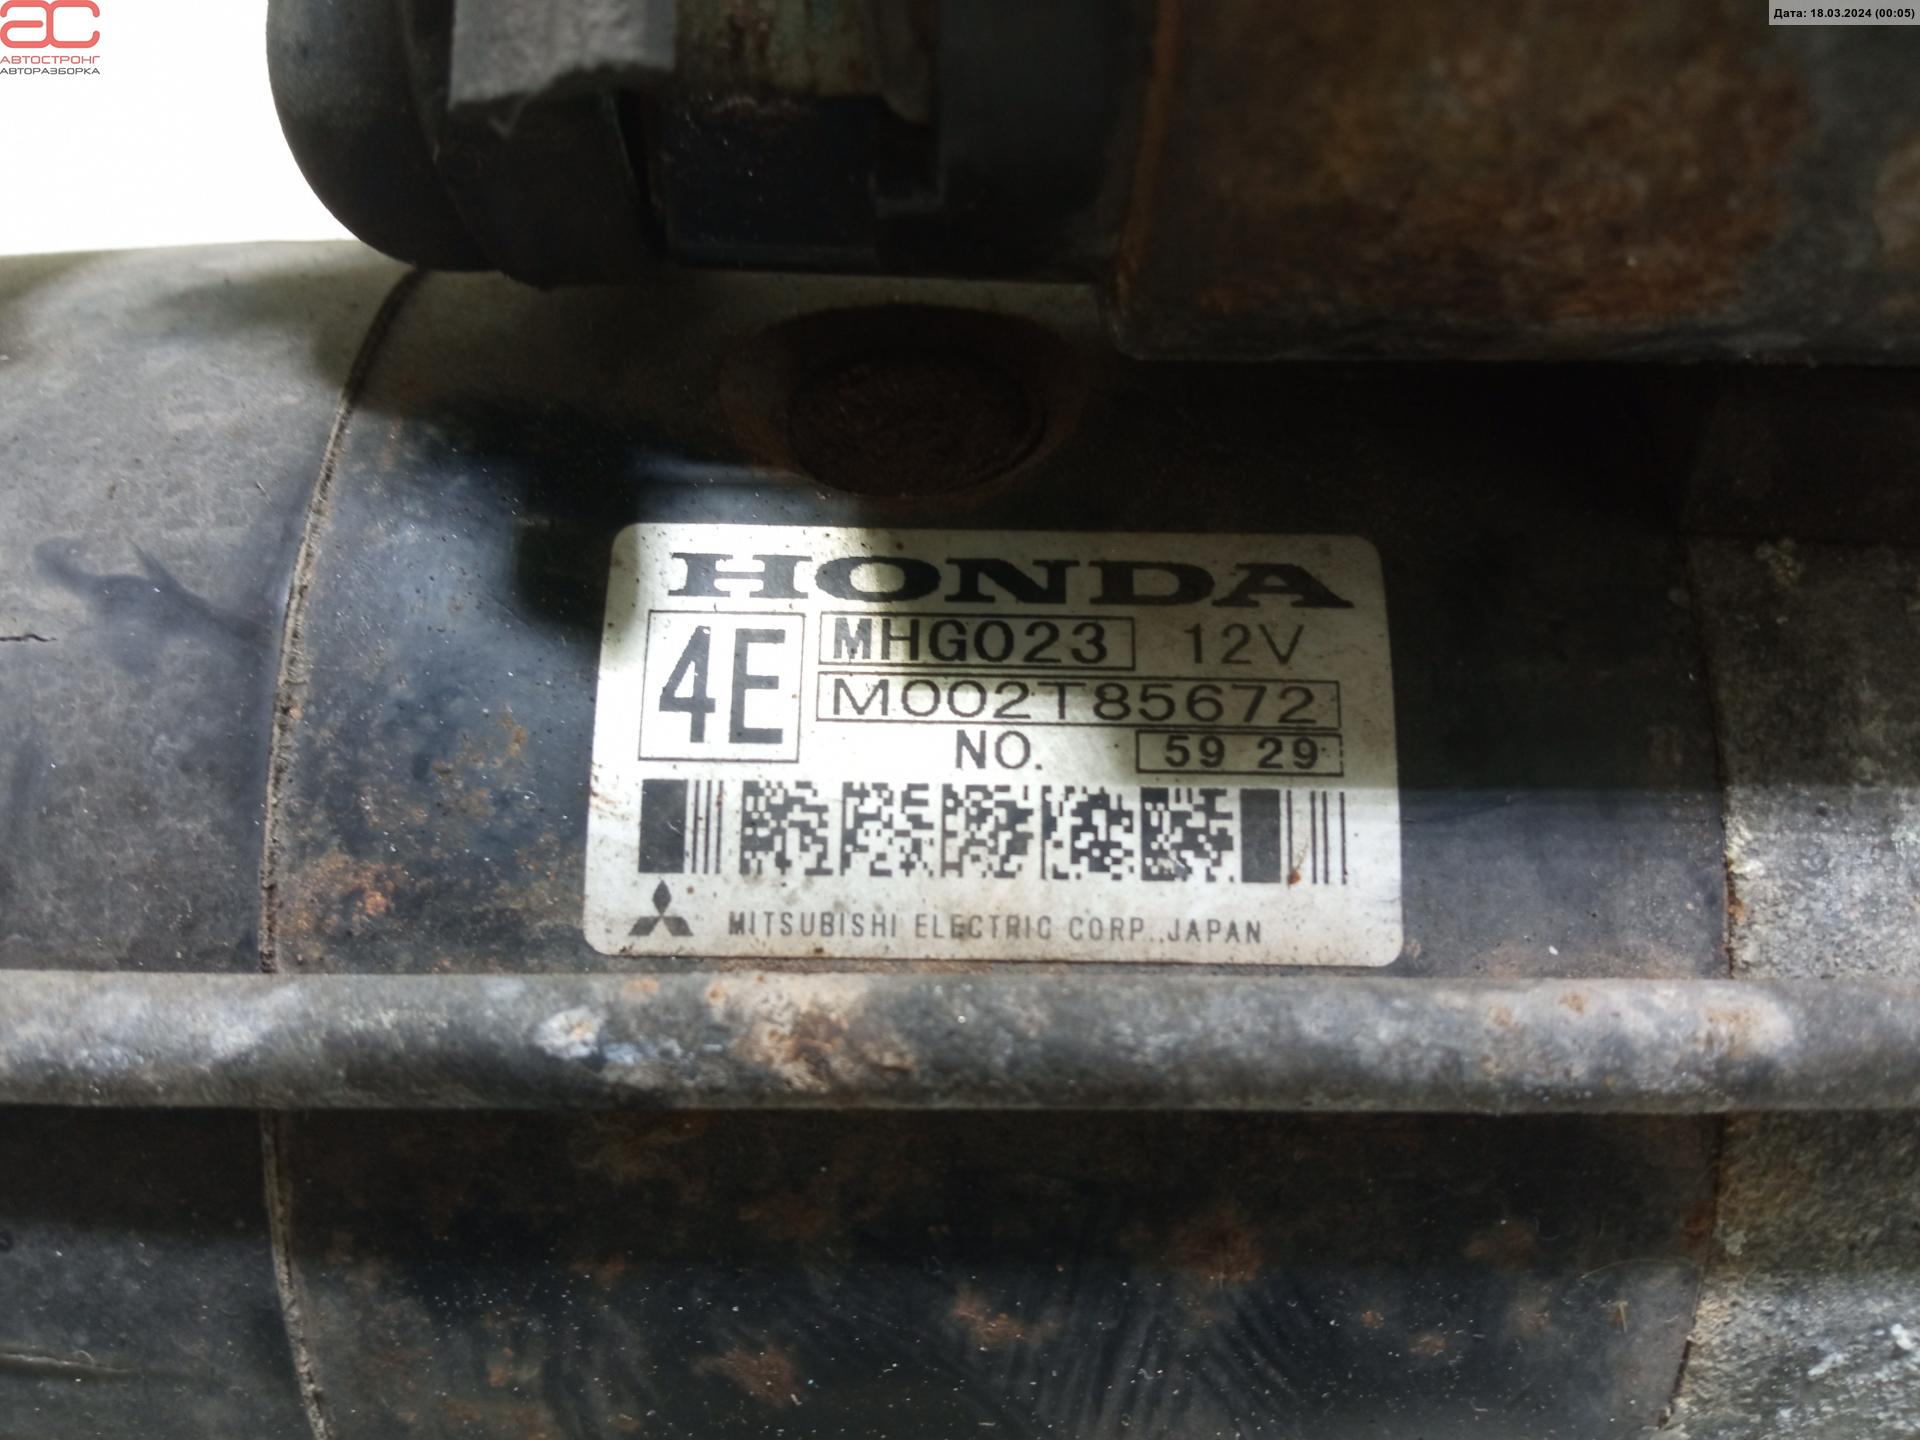 АС
АВТОСТРОНГ
АВТОРАЗБОРКА
Дата: 18.03.2024 (00:05)
HONDA
4E
MHG023 12V
M002T85672
NO. 59 29
MITSUBISHI ELECTRIC CORP., JAPAN